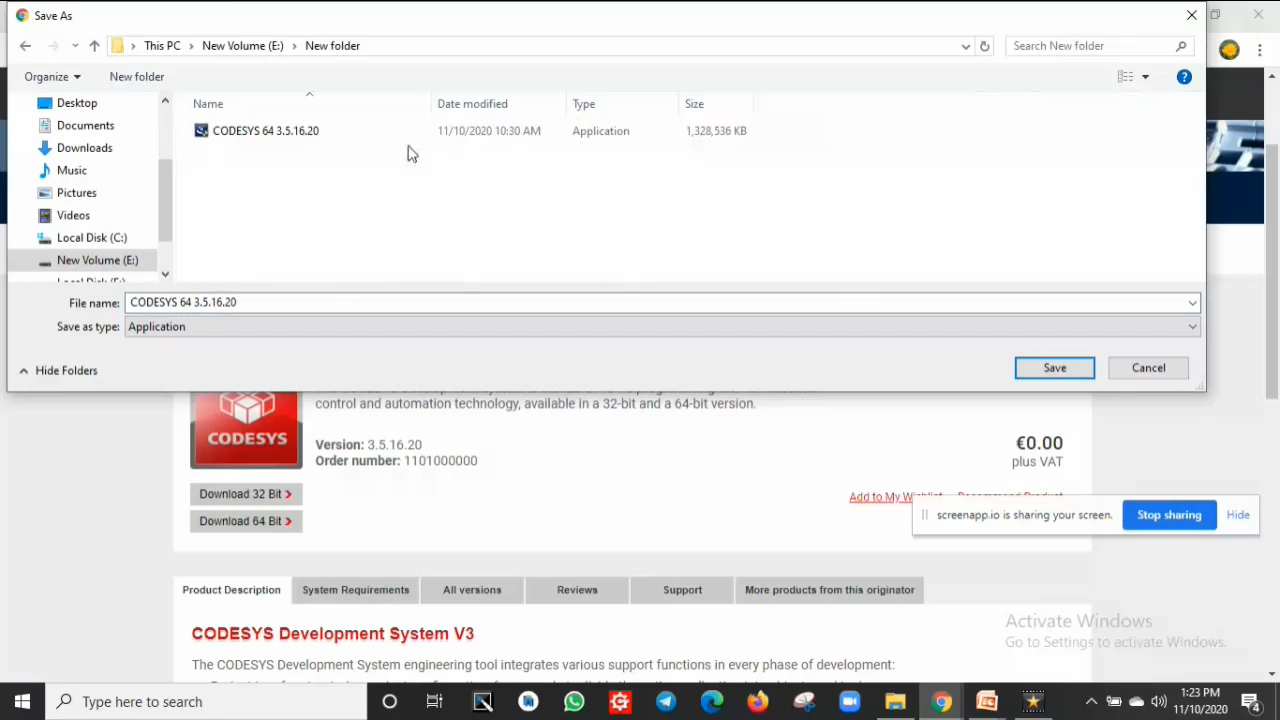 Save As
This PC
New Volume (E:)
New folder
Search New folder
Organize
New folder
Desktop
Documents
Downloads
Music
Pictures
Videos
Local Disk (C:)
New Volume (E:)
Name
Date modified
Type
Size
CODESYS 64 3.5.16.20
11/10/2020 10:30 AM
Application
1,328,536 KB
File name:
CODESYS 64 3.5.16.20
Save as type:
Application
Hide Folders
Save
Cancel
control and automation technology, available in a 32-bit and a 64-bit version.
CODESYS
Version: 3.5.16.20
Order number: 1101000000
€0.00
plus VAT
Download 32 Bit
Download 64 Bit
Add to My Wishlist
Recommend Product
screenapp.io is sharing your screen.
Stop sharing
Hide
Product Description
System Requirements
All versions
Reviews
Support
More products from this originator
CODESYS Development System V3
The CODESYS Development System engineering tool integrates various support functions in every phase of development:
Activate Windows
Go to Settings to activate Windows.
Type here to search
1:23 PM
11/10/2020
4